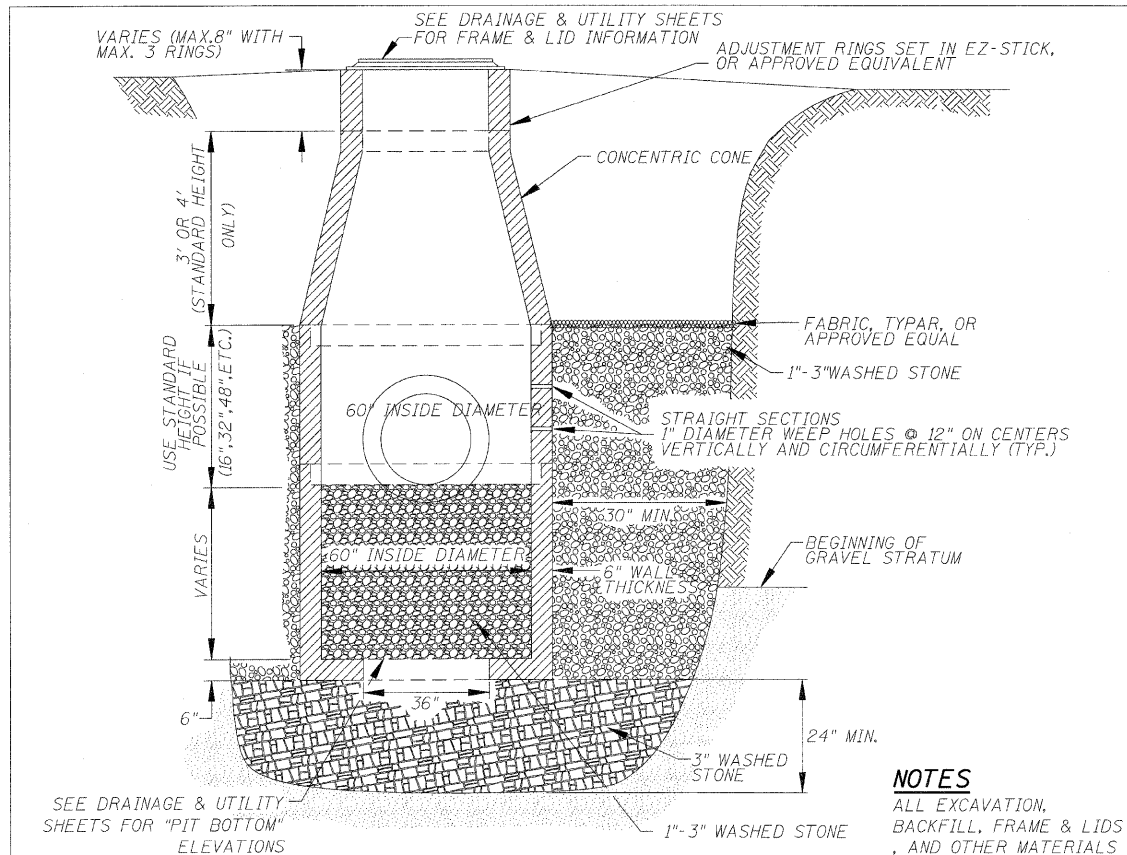 SEE DRAINAGE & UTILITY SHEETS
FOR FRAME & LID INFORMATION
VARIES (MAX.8" WITH
MAX. 3 RINGS)
ADJUSTMENT RINGS SET IN EZ-STICK,
OR APPROVED EQUIVALENT
CONCENTRIC CONE
3' OR 4'
(STANDARD HEIGHT
ONLY)
FABRIC, TYPAR, OR
APPROVED EQUAL
1"-3"WASHED STONE
USE STANDARD
HEIGHT IF
POSSIBLE
(16",32",48",ETC.)
60" INSIDE DIAMETER
STRAIGHT SECTIONS
1" DIAMETER WEEP HOLES @ 12" ON CENTERS
VERTICALLY AND CIRCUMFERENTIALLY (TYP.)
30" MIN.
VARIES
60" INSIDE DIAMETER
6" WALL
THICKNESS
BEGINNING OF
GRAVEL STRATUM
6"
36"
24" MIN.
3" WASHED
STONE
SEE DRAINAGE & UTILITY
SHEETS FOR "PIT BOTTOM"
ELEVATIONS
1"-3" WASHED STONE
NOTES
ALL EXCAVATION,
BACKFILL, FRAME & LIDS
, AND OTHER MATERIALS